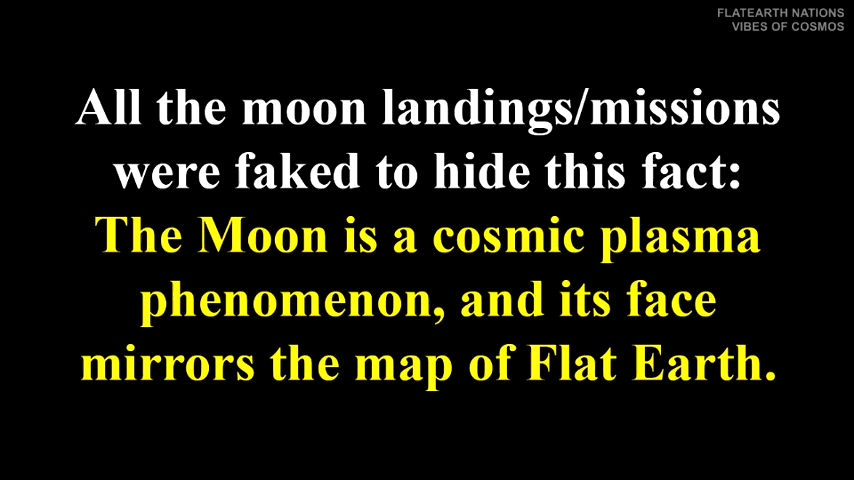 FLATEARTH NATIONS
VIBES OF COSMOS
All the moon landings/missions
were faked to hide this fact:
The Moon is a cosmic plasma
phenomenon, and its face
mirrors the map of Flat Earth.